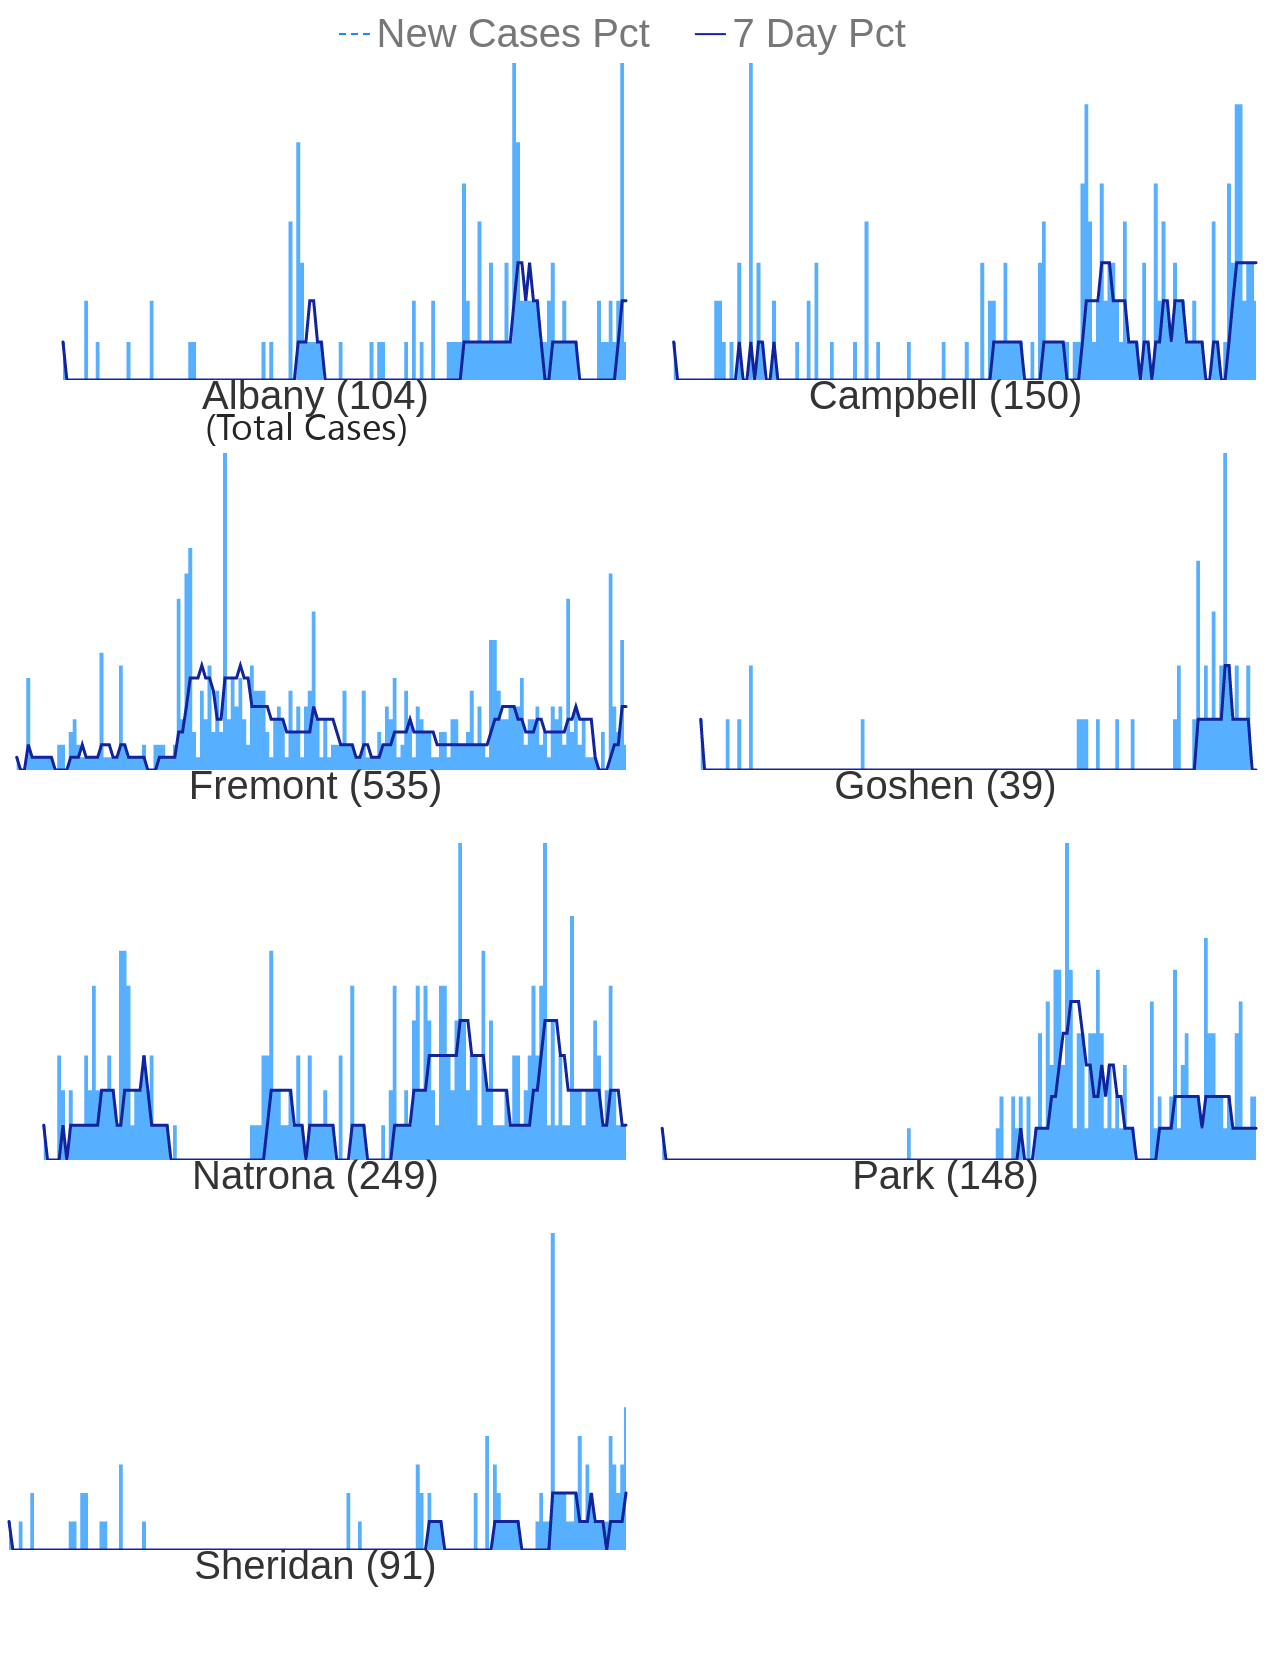 New Cases Pct 7 Day Pct
Albany (104) Campbell (150)
(Total Cases)
Fremont (535) Goshen (39)
Natrona (249) Park (148)
Sheridan (91)